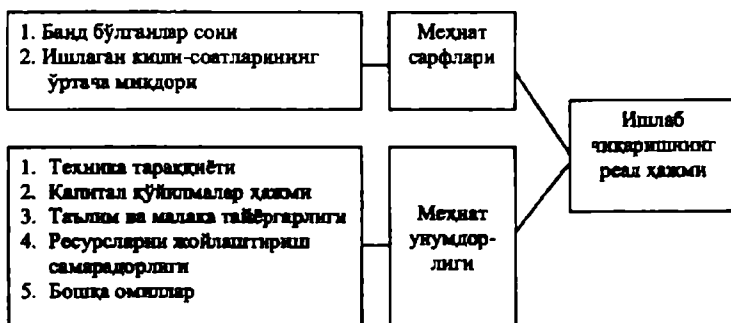 1. Банд бўлганлар сони
2. Ишлаган киши-соатларининг
ўртача миқдори
Меҳнат
сарфлари
Ишлаб
чиқаришнинг
реал ҳажми
1. Техника тараққиёти
2. Капитал қўйилмалар ҳажми
3. Таълим ва малака тайёргарлиги
4. Ресурсларни жойлаштириш
самарадорлиги
5. Бошқа омиллар
Меҳнат
унумдор-
лиги